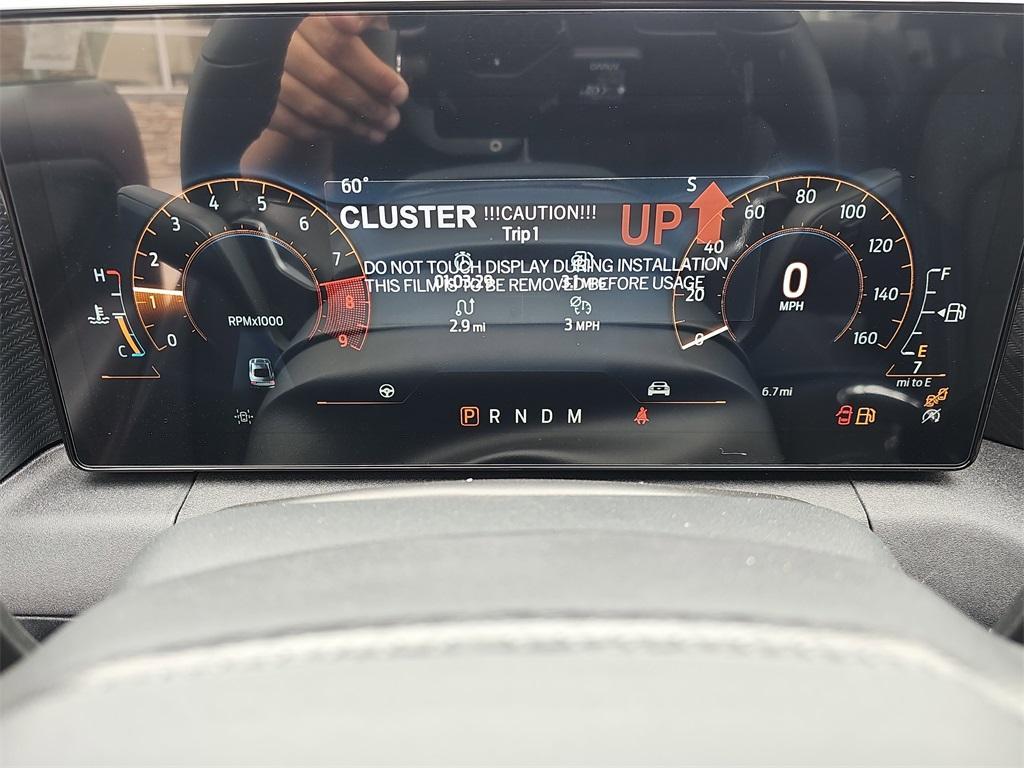 60°
S
CLUSTER !!!CAUTION!!! UP
Trip 1
DO NOT TOUCH DISPLAY DURING INSTALLATION
THIS FILM IS TO BE REMOVED BEFORE USAGE
2.9 mi
3 MPH
0 1 2 3 4 5 6 7 8 9
RPMx1000
H
C
0 20 40 60 80 100 120 140 160
0
MPH
F
E
7
mi to E
6.7 mi
P R N D M